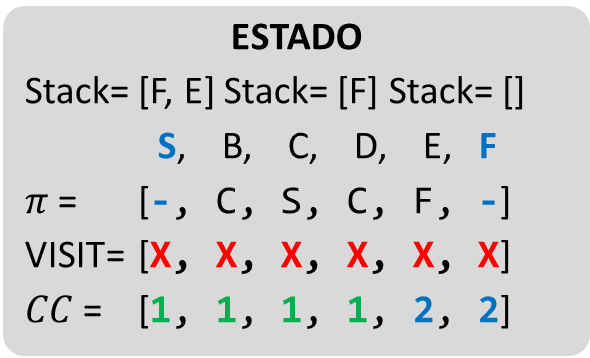 ESTADO
Stack= [F, E] Stack= [F] Stack= []
S, B, C, D, E, F
π = [-, C, S, C, F, -]
VISIT= [X, X, X, X, X, X]
CC = [1, 1, 1, 1, 2, 2]